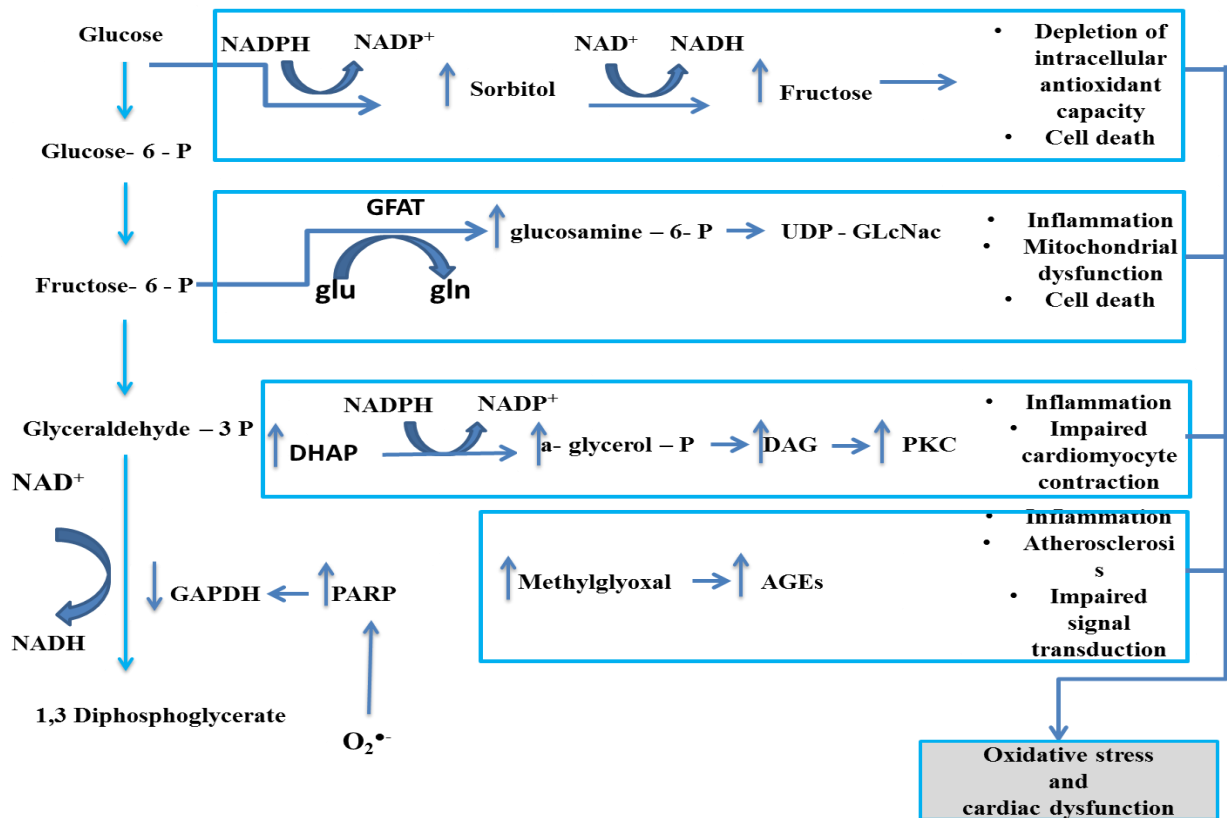 Glucose
NADPH
NADP⁺
NAD⁺
NADH
Sorbitol
Fructose
• Depletion of
intracellular
antioxidant
capacity
• Cell death
Glucose- 6 - P
GFAT
glucosamine – 6- P
UDP - GLcNac
glu
gln
• Inflammation
• Mitochondrial
dysfunction
• Cell death
Fructose- 6 - P
Glyceraldehyde – 3 P
NADPH
NADP⁺
DHAP
a- glycerol – P
DAG
PKC
• Inflammation
• Impaired
cardiomyocyte
contraction
NAD⁺
NADH
GAPDH
PARP
Methylglyoxal
AGEs
• Inflammation
• Atherosclerosi
s
• Impaired
signal
transduction
1,3 Diphosphoglycerate
O₂•-
Oxidative stress
and
cardiac dysfunction